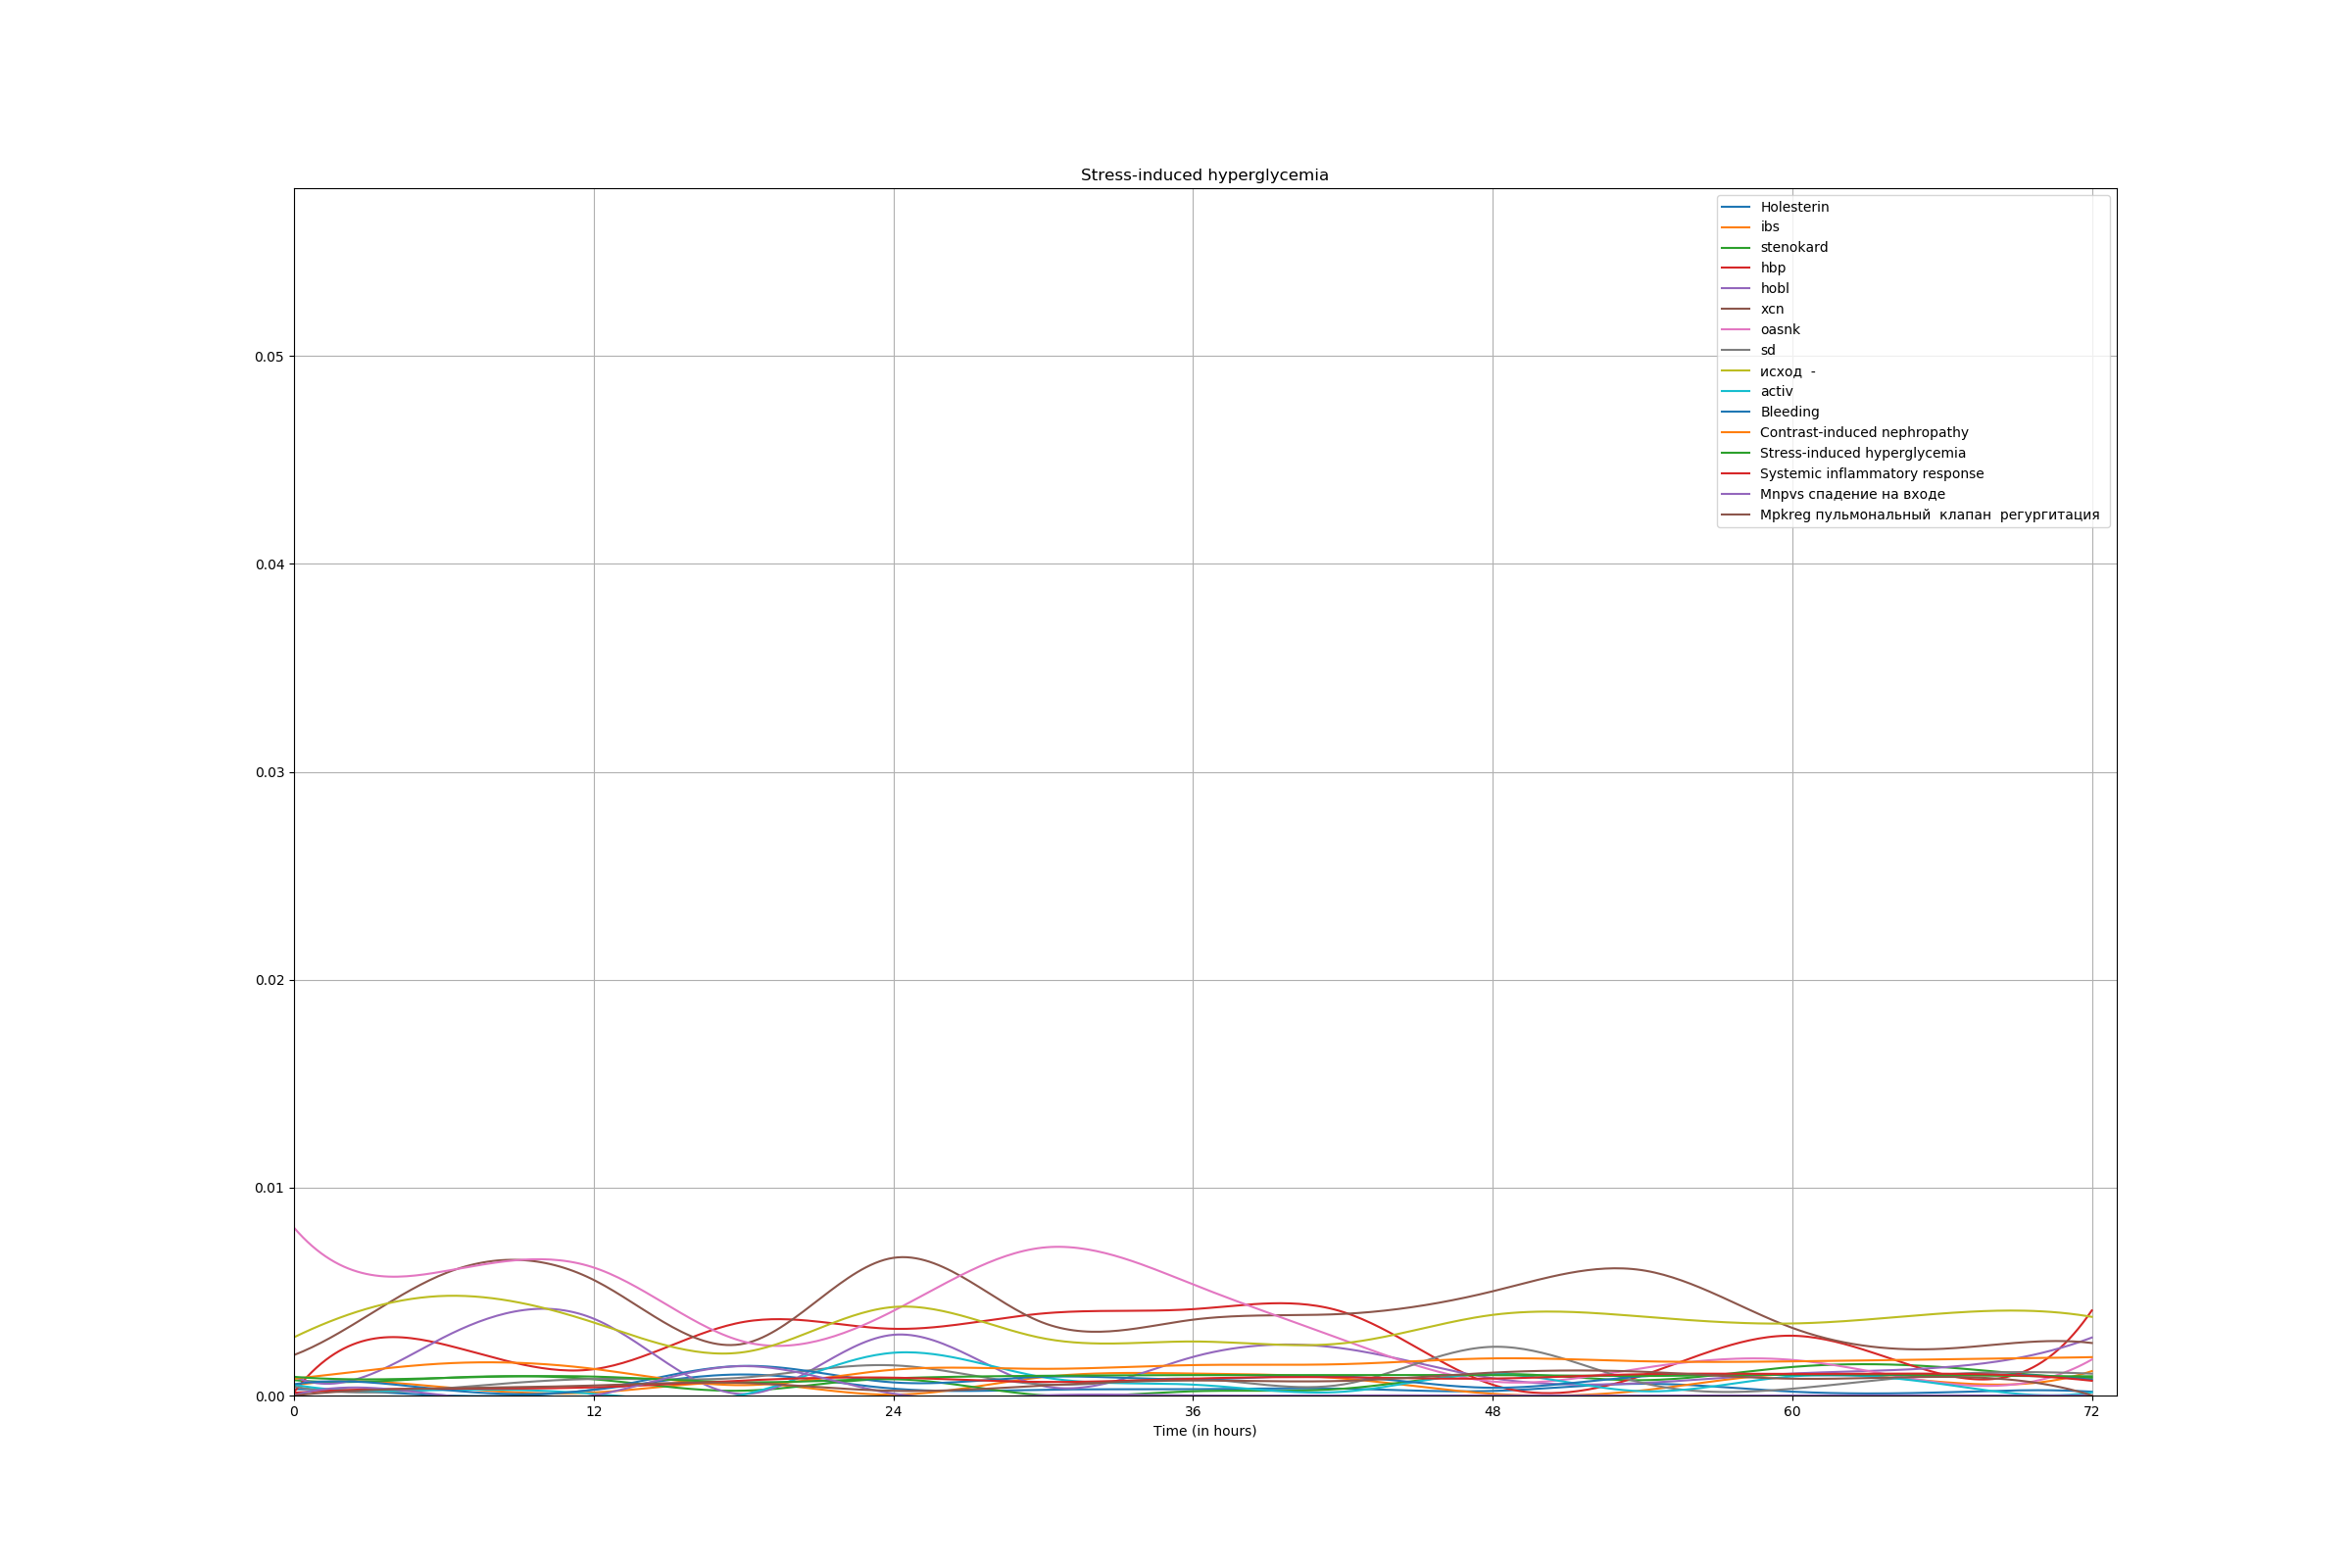 Stress-induced hyperglycemia
Holesterin
ibs
stenokard
hbp
hobl
xcn
oasnk
sd
исход  -
activ
Bleeding
Contrast-induced nephropathy
Stress-induced hyperglycemia
Systemic inflammatory response
Mnpvs спадение на входе
Mpkreg пульмональный  клапан  регургитация
0.05
0.04
0.03
0.02
0.01
0.00
0 12 24 36 48 60 72
Time (in hours)